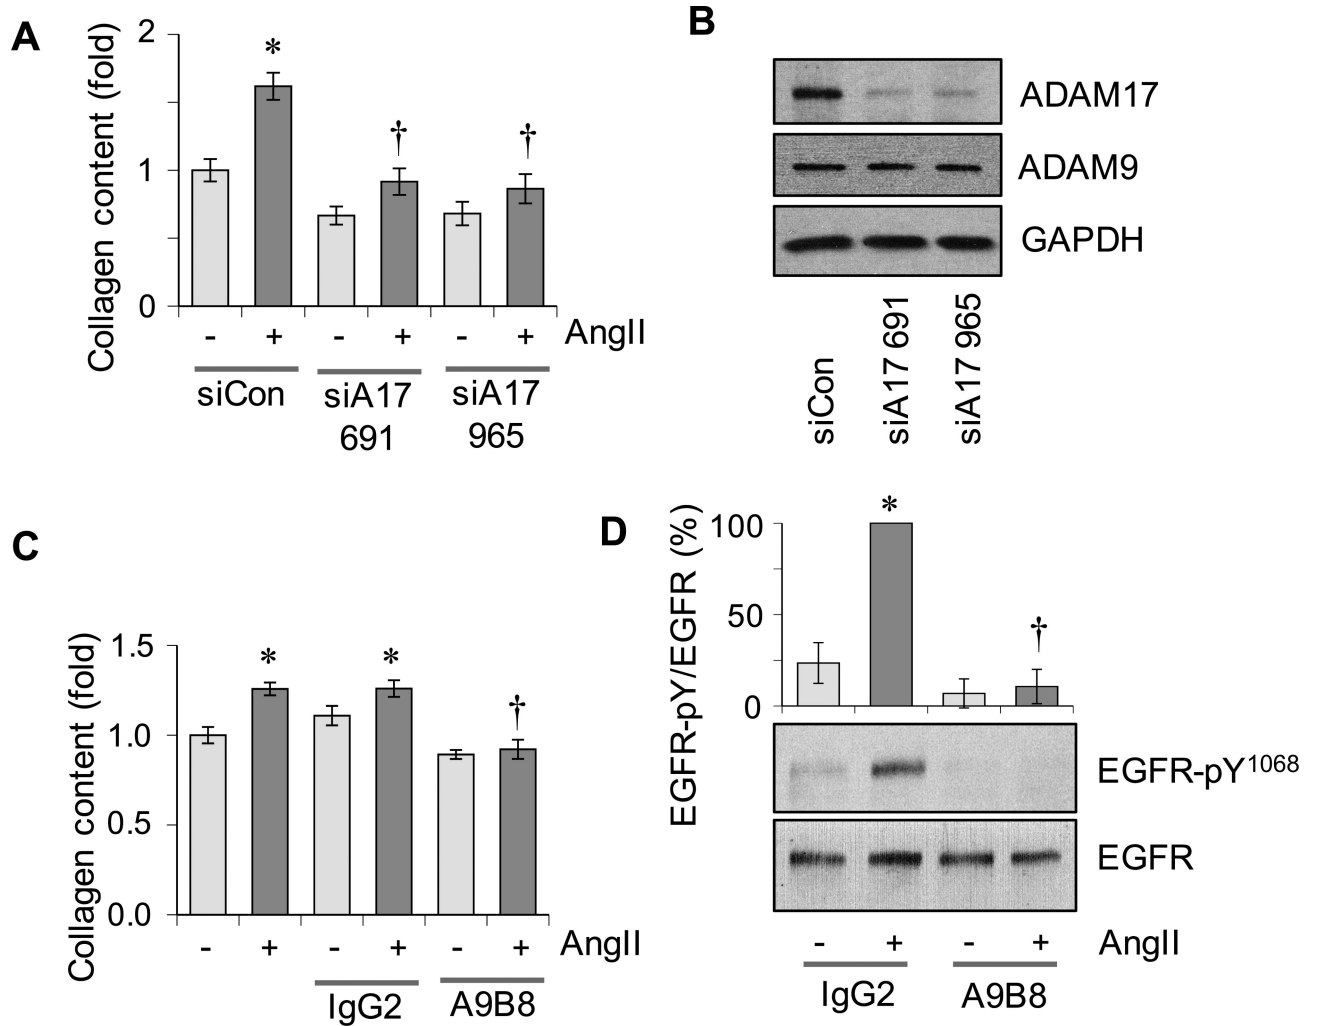 A
Collagen content (fold)
2
1
0
*
†
†
- + - + - + AngII
siCon
siA17
691
siA17
965
B
ADAM17
ADAM9
GAPDH
siCon
siA17 691
siA17 965
C
Collagen content (fold)
1.5
1.0
0.5
0.0
*
*
†
- + - + - + AngII
IgG2
A9B8
D
EGFR-pY/EGFR (%)
100
50
0
*
†
EGFR-pY1068
EGFR
- + - + AngII
IgG2
A9B8